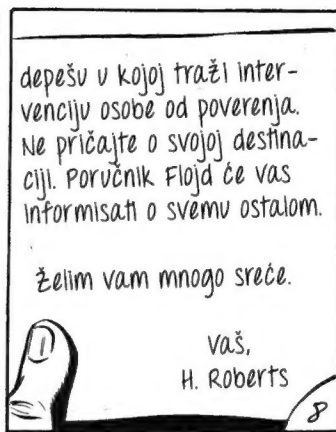 depešu u kojoj traži inter-
venciju osobe od poverenja.
Ne pričajte o svojoj destina-
ciji. Poručnik Flojd će vas
informisati o svemu ostalom.
Želim vam mnogo sreće.
Vaš,
H. Roberts
8